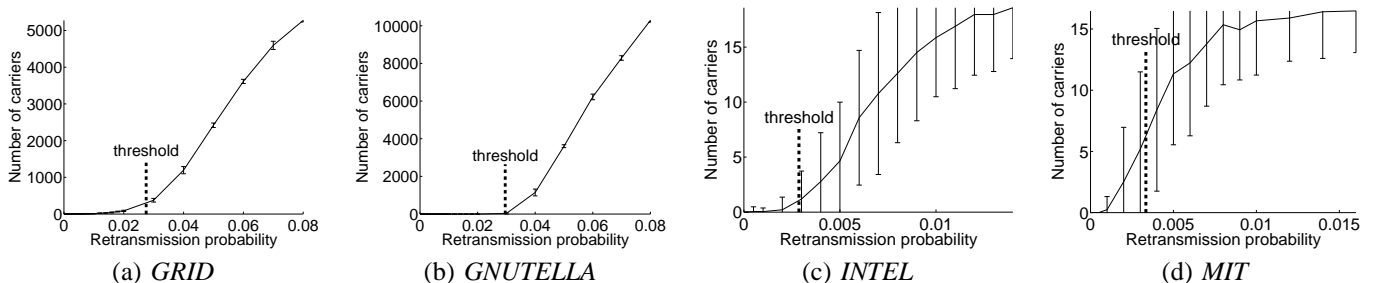 Number of carriers
5000
4000
3000
2000
1000
0
threshold
0 0.02 0.04 0.06 0.08
Retransmission probability
(a) GRID
Number of carriers
10000
8000
6000
4000
2000
0
threshold
0 0.02 0.04 0.06 0.08
Retransmission probability
(b) GNUTELLA
Number of carriers
15
10
5
0
threshold
0 0.005 0.01
Retransmission probability
(c) INTEL
Number of carriers
15
10
5
0
threshold
0 0.005 0.01 0.015
Retransmission probability
(d) MIT